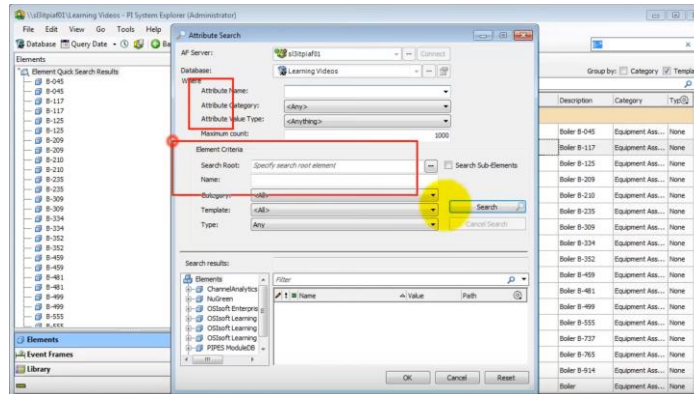 \\sl3itpiaf01\Learning Videos - PI System Explorer (Administrator)
File Edit View Go Tools Help
Database Query Date
Elements
Element Quick Search Results
B-045
B-045
B-117
B-117
B-125
B-125
B-209
B-209
B-210
B-210
B-235
B-235
B-309
B-309
B-334
B-334
B-352
B-352
B-459
B-459
B-481
B-481
B-499
B-499
B-555
B-555
Elements
Event Frames
Library
Attribute Search
AF Server: sl3itpiaf01 Connect
Database: Learning Videos
Where
Attribute Name:
Attribute Category: <Any>
Attribute Value Type: <Anything>
Maximum count: 1000
Element Criteria
Search Root: Specify search root element ... Search Sub-Elements
Name:
Category: <All>
Template: <All> Search
Type: Any Cancel Search
Search results:
Elements
ChannelAnalytics
NuGreen
OSIsoft Enterpris
OSIsoft Learning
OSIsoft Learning
OSIsoft Learning
PIPES ModuleDB
Filter
Name Value Path
OK Cancel Reset
Group by: Category Templa
Description Category Typ
Boiler B-045 Equipment Ass... None
Boiler B-117 Equipment Ass... None
Boiler B-125 Equipment Ass... None
Boiler B-209 Equipment Ass... None
Boiler B-210 Equipment Ass... None
Boiler B-235 Equipment Ass... None
Boiler B-309 Equipment Ass... None
Boiler B-334 Equipment Ass... None
Boiler B-352 Equipment Ass... None
Boiler B-459 Equipment Ass... None
Boiler B-481 Equipment Ass... None
Boiler B-499 Equipment Ass... None
Boiler B-555 Equipment Ass... None
Boiler B-737 Equipment Ass... None
Boiler B-765 Equipment Ass... None
Boiler B-914 Equipment Ass... None
Boiler Equipment Ass... None